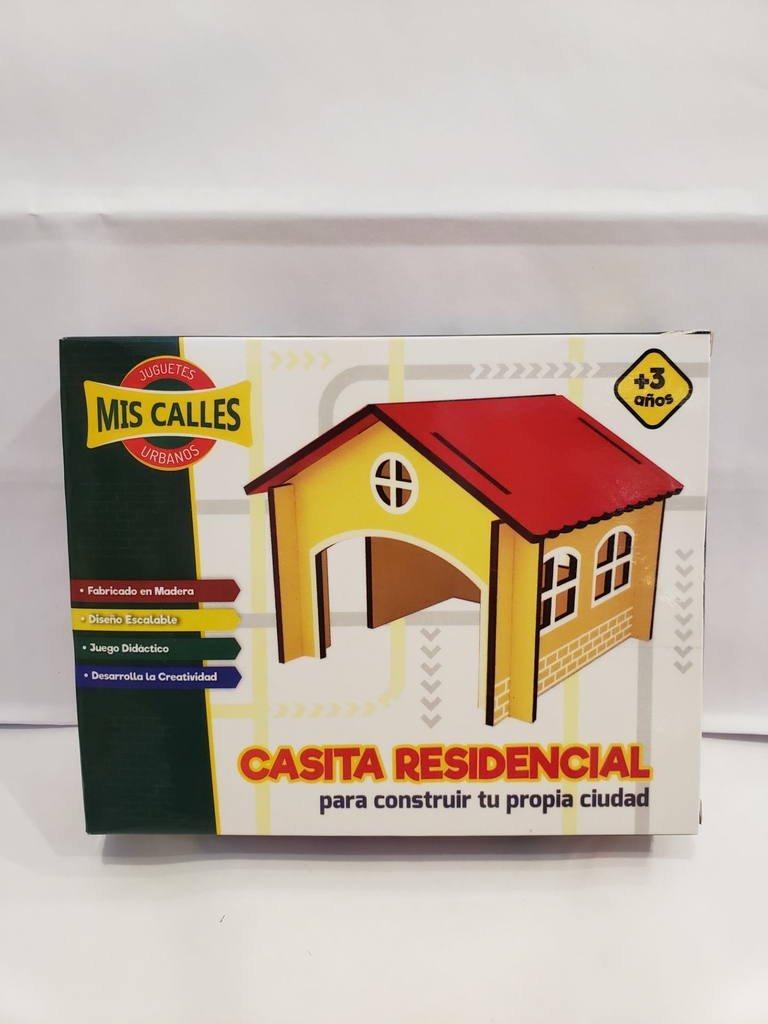 JUGUETES
MIS CALLES
URBANOS
+3
años
• Fabricado en Madera
• Diseño Escalable
• Juego Didáctico
• Desarrolla la Creatividad
CASITA RESIDENCIAL
para construir tu propia ciudad